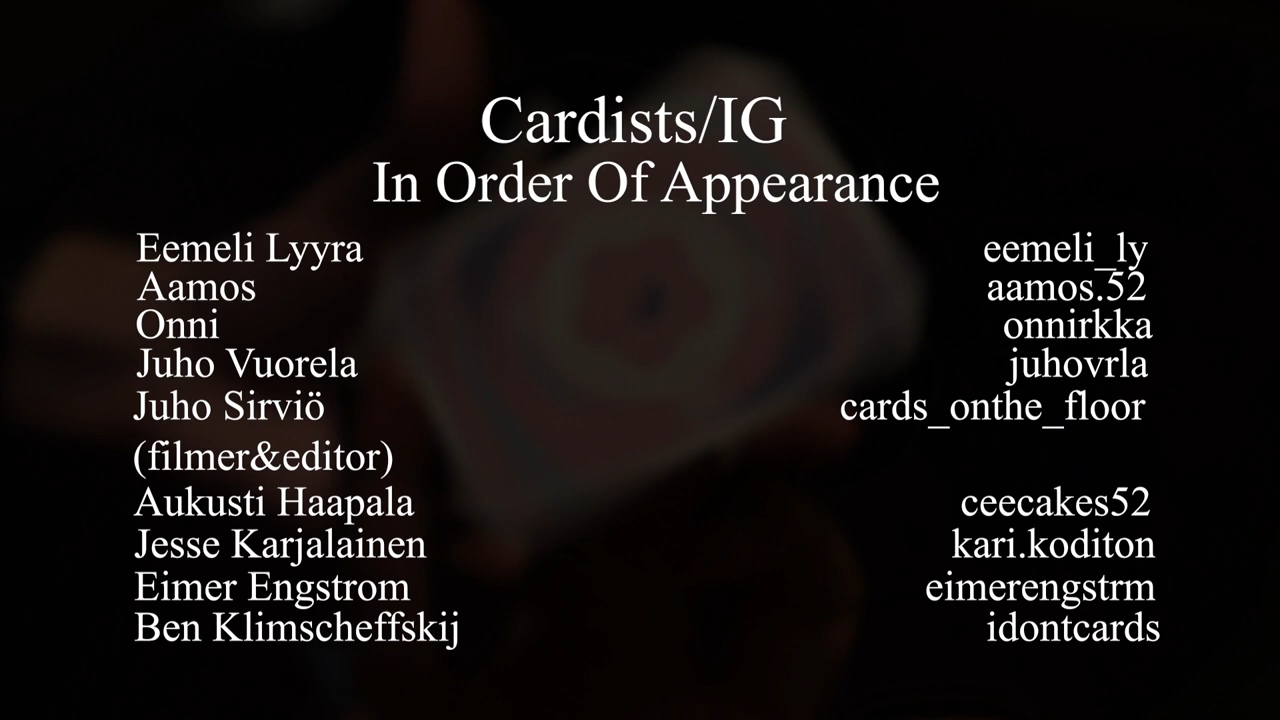 Cardists/IG
In Order Of Appearance
Eemeli Lyyra eemeli_ly
Aamos aamos.52
Onni onnirkka
Juho Vuorela juhovrla
Juho Sirviö cards_onthe_floor
(filmer&editor)
Aukusti Haapala ceecakes52
Jesse Karjalainen kari.koditon
Eimer Engstrom eimerengstrm
Ben Klimscheffskij idontcards